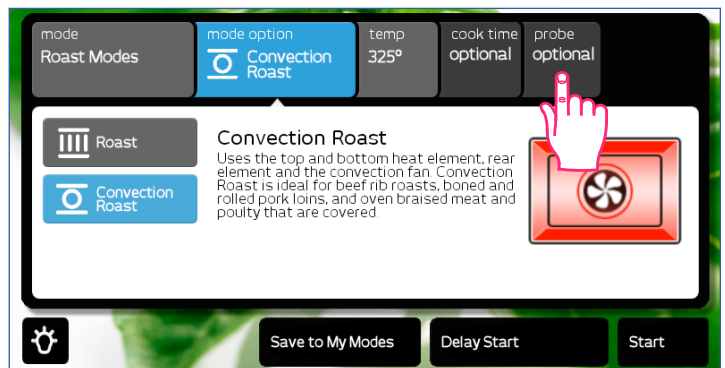 mode
Roast Modes
mode option
Convection
Roast
temp
325°
cook time
optional
probe
optional
Roast
Convection
Roast
Convection Roast
Uses the top and bottom heat element, rear
element and the convection fan. Convection
Roast is ideal for beef rib roasts, boned and
rolled pork loins, and oven braised meat and
poulty that are covered.
Save to My Modes
Delay Start
Start